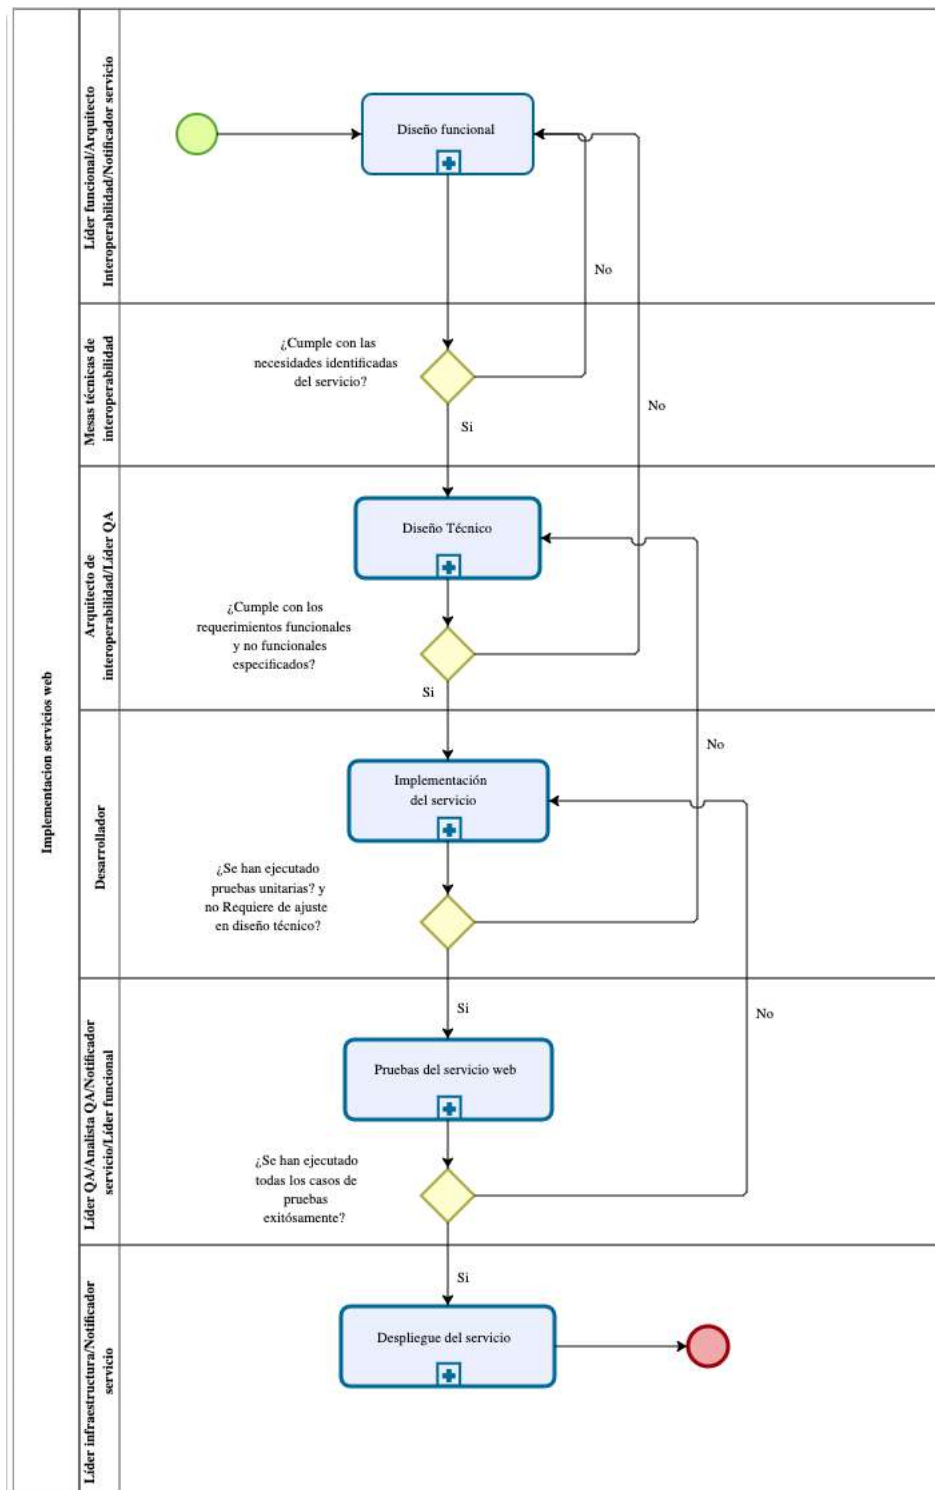 Implementacion servicios web
Líder funcional/Arquitecto
Interoperabilidad/Notificador servicio
Diseño funcional
No
Mesas técnicas de
interoperabilidad
¿Cumple con las
necesidades identificadas
del servicio?
No
Si
Arquitecto de
interoperabilidad/Líder QA
Diseño Técnico
¿Cumple con los
requerimientos funcionales
y no funcionales
especificados?
Si
Desarrollador
No
Implementación
del servicio
¿Se han ejecutado
pruebas unitarias? y
no Requiere de ajuste
en diseño técnico?
Líder QA/Analista QA/Notificador
servicio/Líder funcional
Si
No
Pruebas del servicio web
¿Se han ejecutado
todas los casos de
pruebas
exitósamente?
Líder infraestructura/Notificador
servicio
Si
Despliegue del servicio